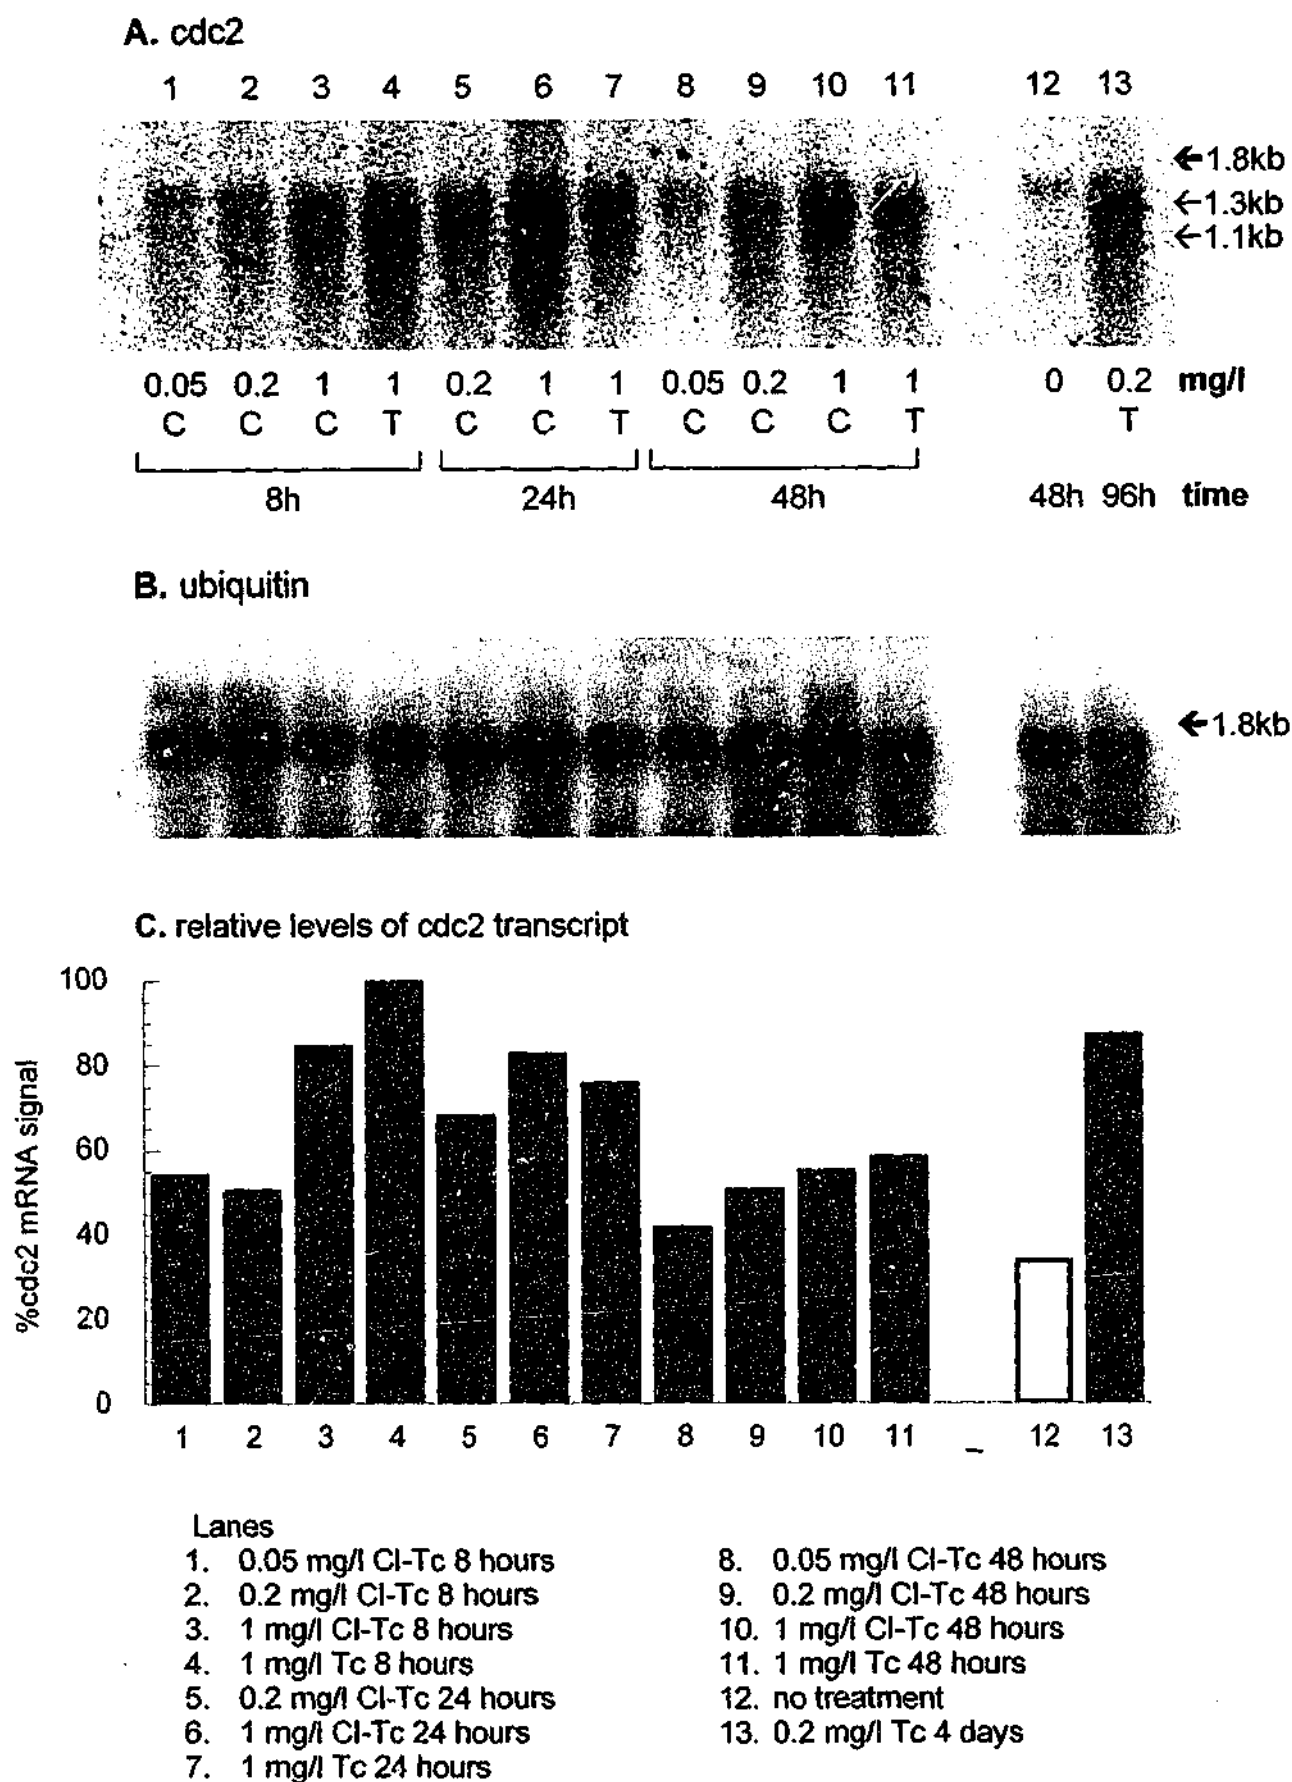 A. cdc2
1 2 3 4 5 6 7 8 9 10 11 12 13
←1.8kb
←1.3kb
←1.1kb
0.05 0.2 1 1 0.2 1 1 0.05 0.2 1 1 0 0.2 mg/l
C C C T C C T C C C T T
8h 24h 48h 48h 96h time
B. ubiquitin
←1.8kb
C. relative levels of cdc2 transcript
%cdc2 mRNA signal
100
80
60
40
20
0
1 2 3 4 5 6 7 8 9 10 11 12 13
Lanes
1. 0.05 mg/l Cl-Tc 8 hours
2. 0.2 mg/l Cl-Tc 8 hours
3. 1 mg/l Cl-Tc 8 hours
4. 1 mg/l Tc 8 hours
5. 0.2 mg/l Cl-Tc 24 hours
6. 1 mg/l Cl-Tc 24 hours
7. 1 mg/l Tc 24 hours
8. 0.05 mg/l Cl-Tc 48 hours
9. 0.2 mg/l Cl-Tc 48 hours
10. 1 mg/l Cl-Tc 48 hours
11. 1 mg/l Tc 48 hours
12. no treatment
13. 0.2 mg/l Tc 4 days